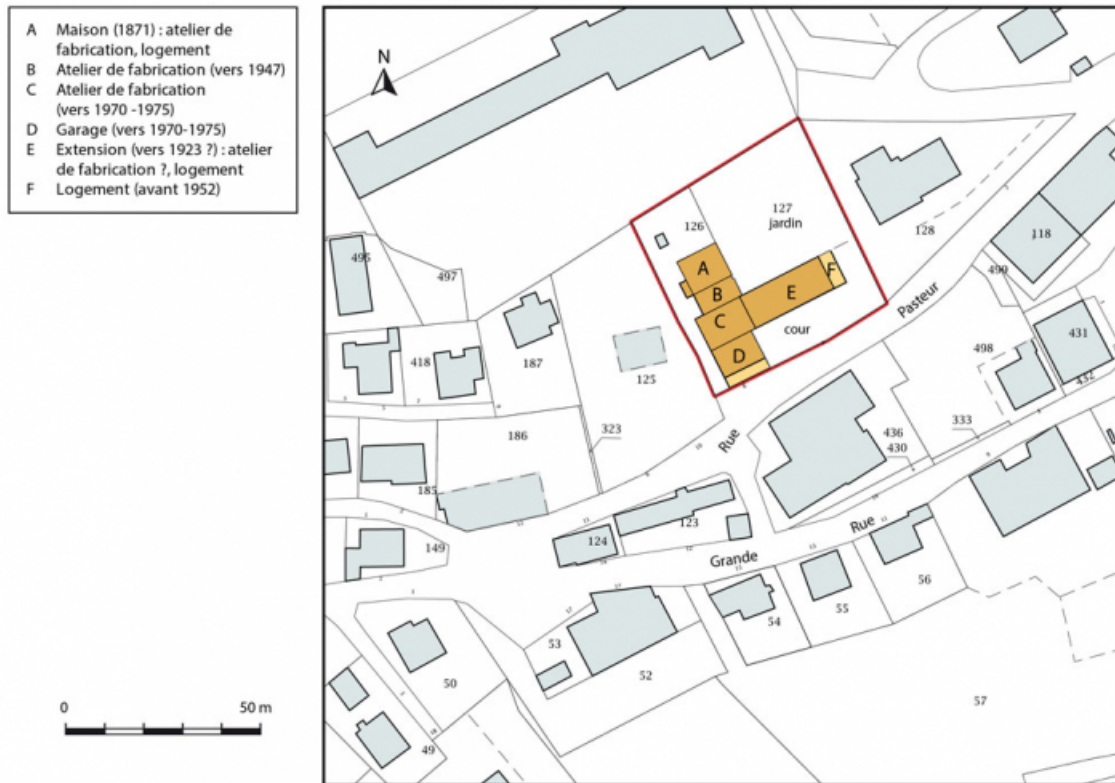 A Maison (1871) : atelier de
fabrication, logement
B Atelier de fabrication (vers 1947)
C Atelier de fabrication
(vers 1970 -1975)
D Garage (vers 1970-1975)
E Extension (vers 1923 ?) : atelier
de fabrication ?, logement
F Logement (avant 1952)
N
127
jardin
126
128
118
A
B
C
D
E
F
cour
Pasteur
Rue
495
497
499
498
431
432
418
187
125
186
323
436
430
333
185
123
124
149
Grande
Rue
56
55
54
53
52
50
49
57
0 50 m